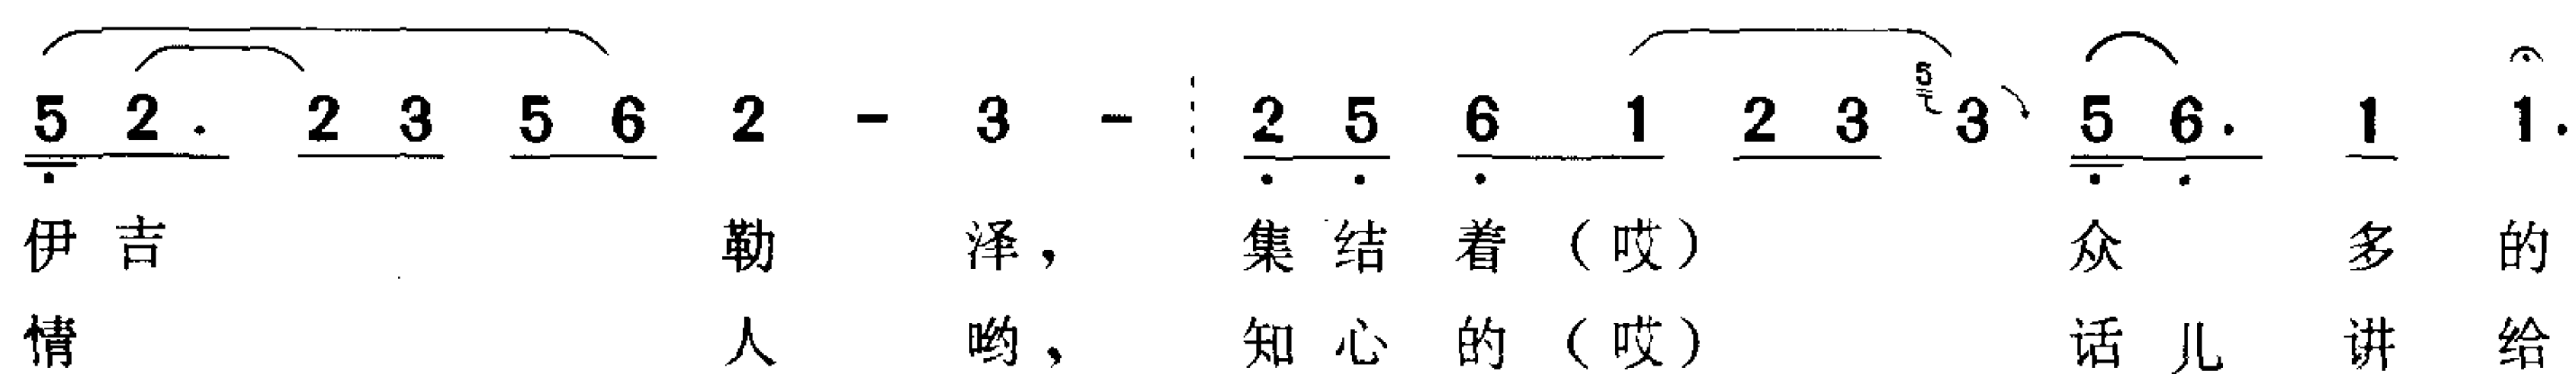 5 2. 2 3 5 6 2 - 3 - 2 5 6 1 2 3 5 3 5 6. 1 1.
伊吉勒泽，集结着（哎）众多的
情人哟，知心的（哎）话儿讲给